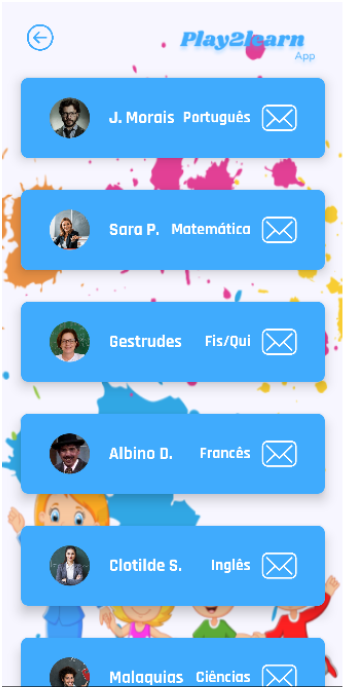 Play2learn
App
J. Morais Português
Sara P. Matemática
Gestrudes Fis/Qui
Albino D. Francês
Clotilde S. Inglês
Malaquias Ciências